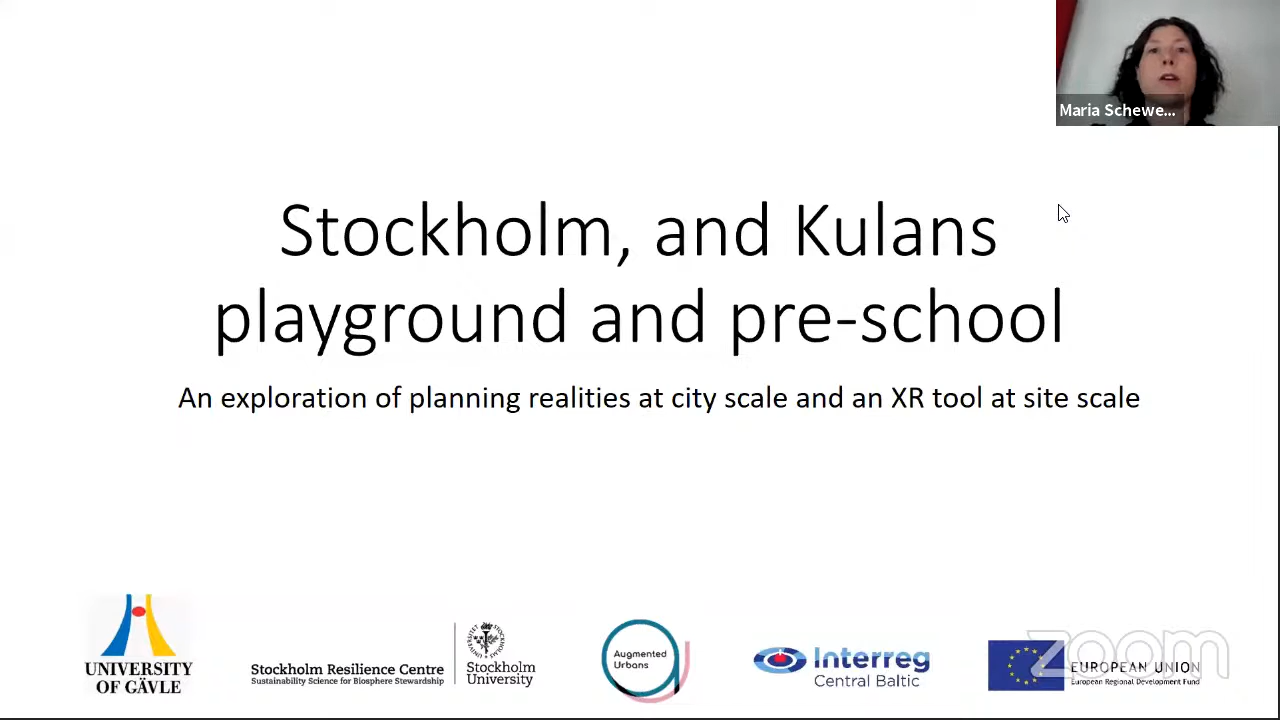 Maria Schewe...
Stockholm, and Kulans
playground and pre-school
An exploration of planning realities at city scale and an XR tool at site scale
UNIVERSITY
OF GÄVLE
Stockholm Resilience Centre
Sustainability Science for Biosphere Stewardship
Stockholm
University
Augmented
Urbans
Interreg
Central Baltic
EUROPEAN UNION
European Regional Development Fund
zoom